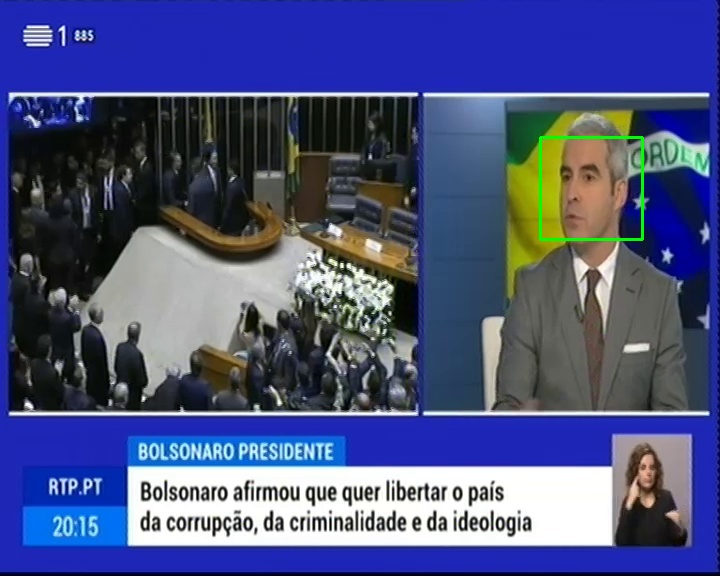 1 885
ORDEM
BOLSONARO PRESIDENTE
RTP.PT
Bolsonaro afirmou que quer libertar o país
20:15
da corrupção, da criminalidade e da ideologia